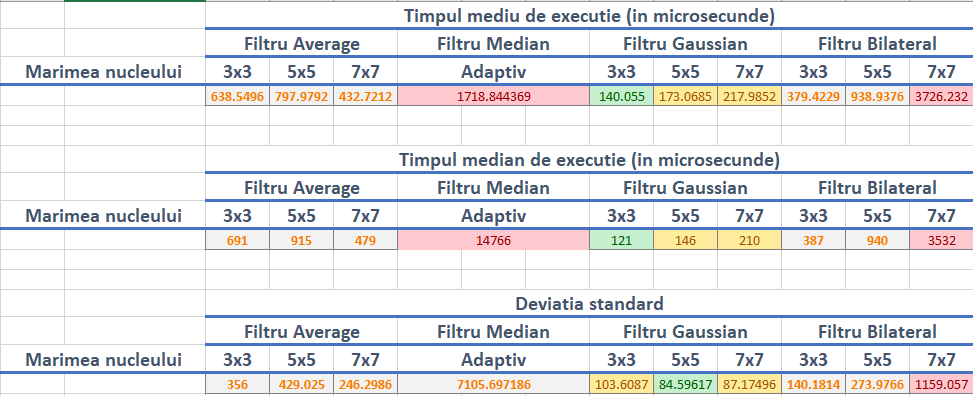 Timpul mediu de executie (in microsecunde)
Filtru Average Filtru Median Filtru Gaussian Filtru Bilateral
Marimea nucleului 3x3 5x5 7x7 Adaptiv 3x3 5x5 7x7 3x3 5x5 7x7
638.5496 797.9792 432.7212 1718.844369 140.055 173.0685 217.9852 379.4229 938.9376 3726.232
Timpul median de executie (in microsecunde)
Filtru Average Filtru Median Filtru Gaussian Filtru Bilateral
Marimea nucleului 3x3 5x5 7x7 Adaptiv 3x3 5x5 7x7 3x3 5x5 7x7
691 915 479 14766 121 146 210 387 940 3532
Deviatia standard
Filtru Average Filtru Median Filtru Gaussian Filtru Bilateral
Marimea nucleului 3x3 5x5 7x7 Adaptiv 3x3 5x5 7x7 3x3 5x5 7x7
356 429.025 246.2986 7105.697186 103.6087 84.59617 87.17496 140.1814 273.9766 1159.057